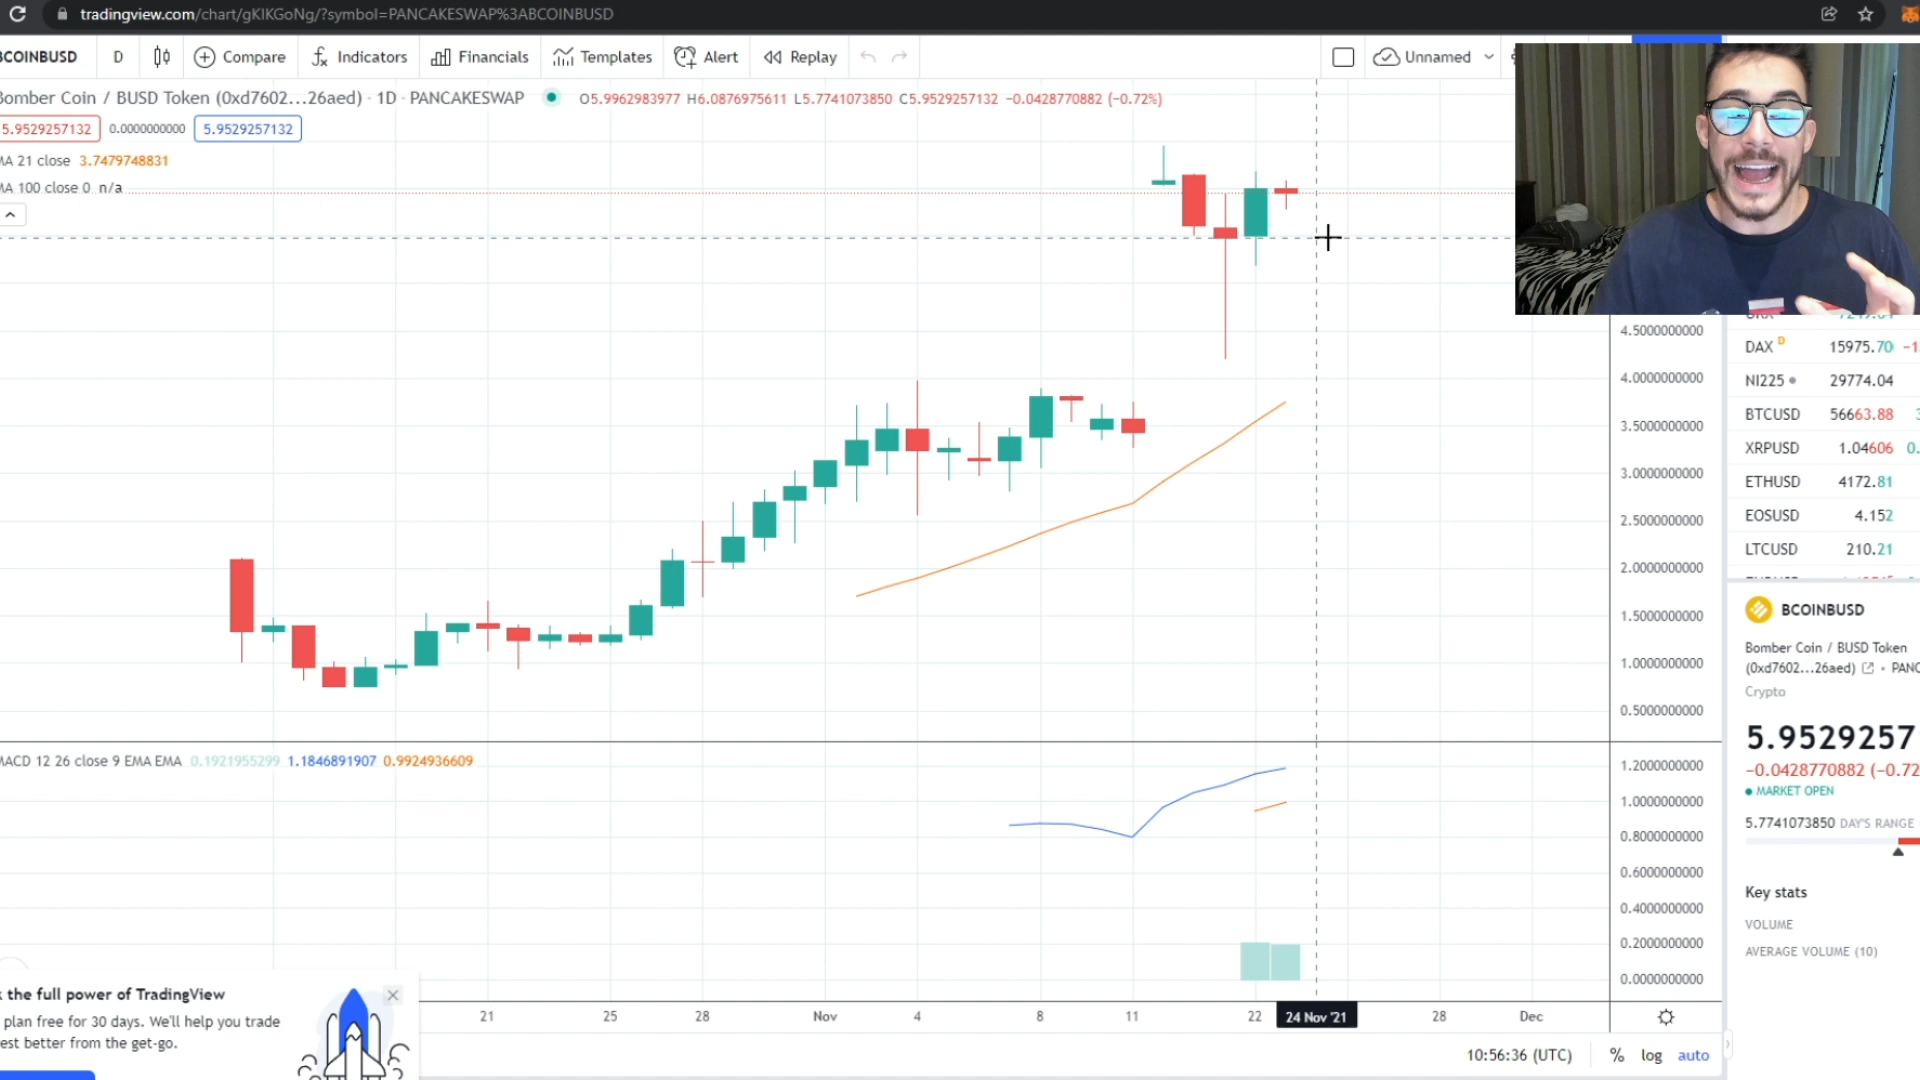 tradingview.com/chart/gKIKGoNg/?symbol=PANCAKESWAP%3ABCOINBUSD
BCOINBUSD D Compare Indicators Financials Templates Alert Replay Unnamed
Bomber Coin / BUSD Token (0xd7602...26aed) · 1D · PANCAKESWAP O5.9962983977 H6.0876975611 L5.7741073850 C5.9529257132 −0.0428770882 (−0.72%)
5.9529257132 0.0000000000 5.9529257132
MA 21 close 3.7479748831
MA 100 close 0 n/a
4.5000000000
4.0000000000
3.5000000000
3.0000000000
2.5000000000
2.0000000000
1.5000000000
1.0000000000
0.5000000000
MACD 12 26 close 9 EMA EMA 0.1921955299 1.1846891907 0.9924936609
1.2000000000
1.0000000000
0.8000000000
0.6000000000
0.4000000000
0.2000000000
0.0000000000
21 25 28 Nov 4 8 11 22 24 Nov '21 28 Dec
10:56:36 (UTC) % log auto
the full power of TradingView
plan free for 30 days. We'll help you trade
est better from the get-go.
DAX D 15975.70 −1
NI225 29774.04
BTCUSD 56663.88
XRPUSD 1.04606 0.
ETHUSD 4172.81
EOSUSD 4.152
LTCUSD 210.21
BCOINBUSD
Bomber Coin / BUSD Token
(0xd7602...26aed) · PANC
Crypto
5.9529257
−0.0428770882 (−0.72
MARKET OPEN
5.7741073850 DAY'S RANGE
Key stats
VOLUME
AVERAGE VOLUME (10)